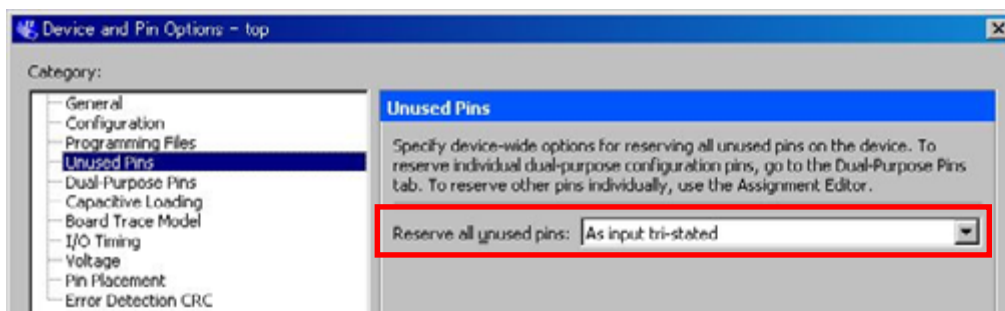 Device and Pin Options - top
Category:
General
Configuration
Programming Files
Unused Pins
Dual-Purpose Pins
Capacitive Loading
Board Trace Model
I/O Timing
Voltage
Pin Placement
Error Detection CRC
Unused Pins
Specify device-wide options for reserving all unused pins on the device. To
reserve individual dual-purpose configuration pins, go to the Dual-Purpose Pins
tab. To reserve other pins individually, use the Assignment Editor.
Reserve all unused pins: As input tri-stated